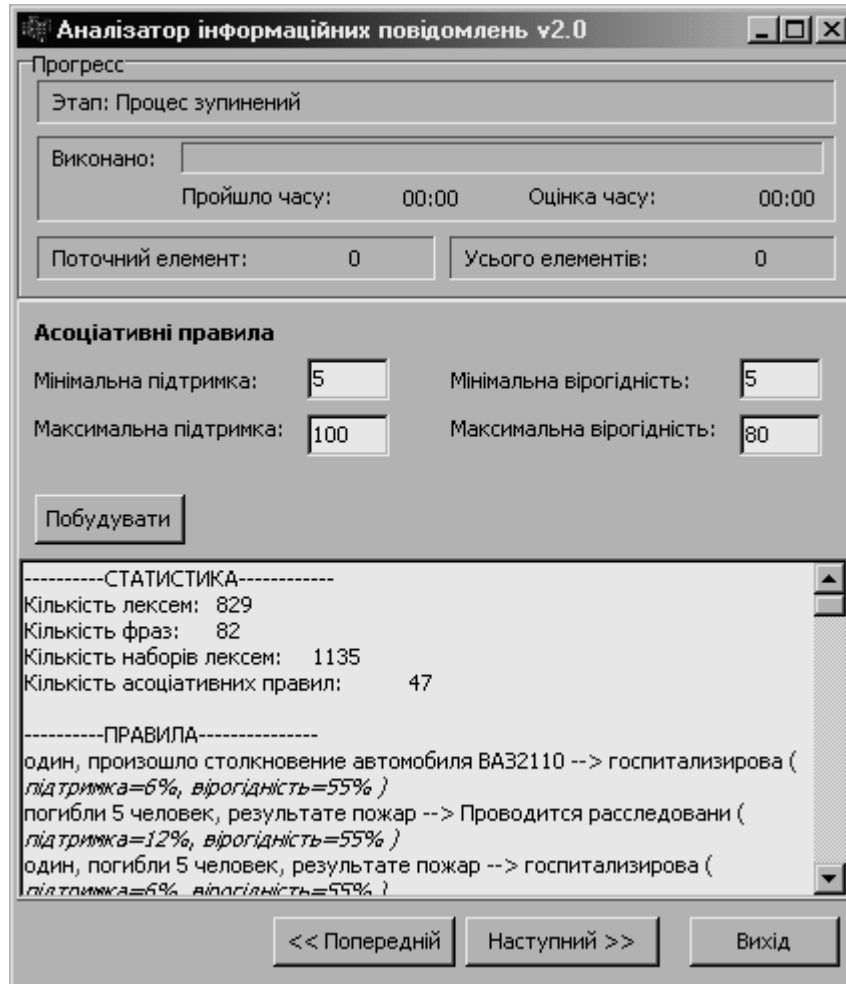 Аналізатор інформаційних повідомлень v2.0
Прогресс
Этап: Процес зупинений
Виконано:
Пройшло часу: 00:00 Оцінка часу: 00:00
Поточний елемент: 0 Усього елементів: 0
Асоціативні правила
Мінімальна підтримка: 5 Мінімальна вірогідність: 5
Максимальна підтримка: 100 Максимальна вірогідність: 80
Побудувати
----------СТАТИСТИКА------------
Кількість лексем: 829
Кількість фраз: 82
Кількість наборів лексем: 1135
Кількість асоціативних правил: 47
----------ПРАВИЛА---------------
один, произошло столкновение автомобиля ВАЗ2110 --> госпитализирова (
підтримка=6%, вірогідність=55% )
погибли 5 человек, результате пожар --> Проводится расследовани (
підтримка=12%, вірогідність=55% )
один, погибли 5 человек, результате пожар --> госпитализирова (
підтримка=6%, вірогідність=55% )
<< Попередній Наступний >> Вихід